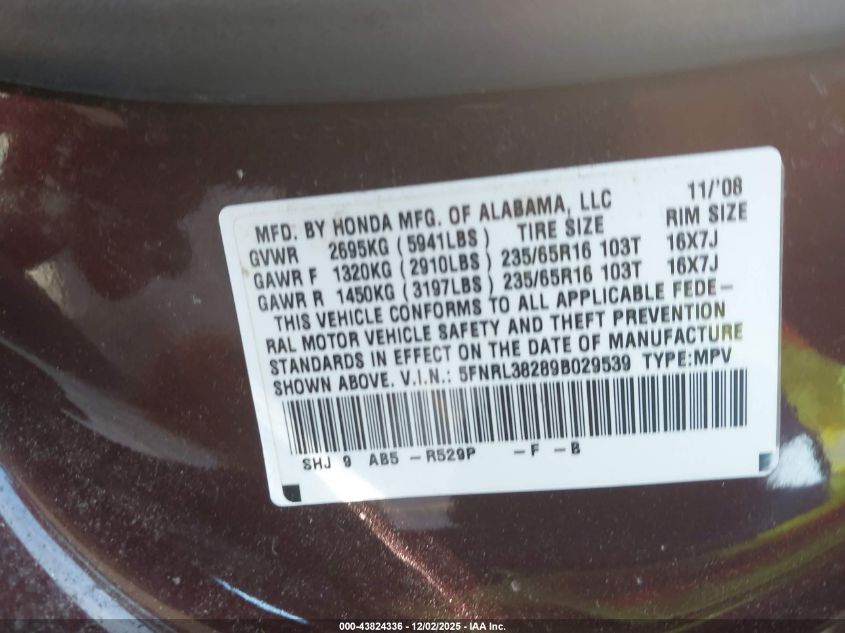 MFD. BY HONDA MFG. OF ALABAMA, LLC 11/'08
GVWR 2695KG (5941LBS) TIRE SIZE RIM SIZE
GAWR F 1320KG (2910LBS) 235/65R16 103T 16X7J
GAWR R 1450KG (3197LBS) 235/65R16 103T 16X7J
THIS VEHICLE CONFORMS TO ALL APPLICABLE FEDE-
RAL MOTOR VEHICLE SAFETY AND THEFT PREVENTION
STANDARDS IN EFFECT ON THE DATE OF MANUFACTURE
SHOWN ABOVE. V.I.N.: 5FNRL38289B029539 TYPE:MPV
SHJ 9 AB5 -R529P -F -B
000-43824336 - 12/02/2025 - IAA, Inc.